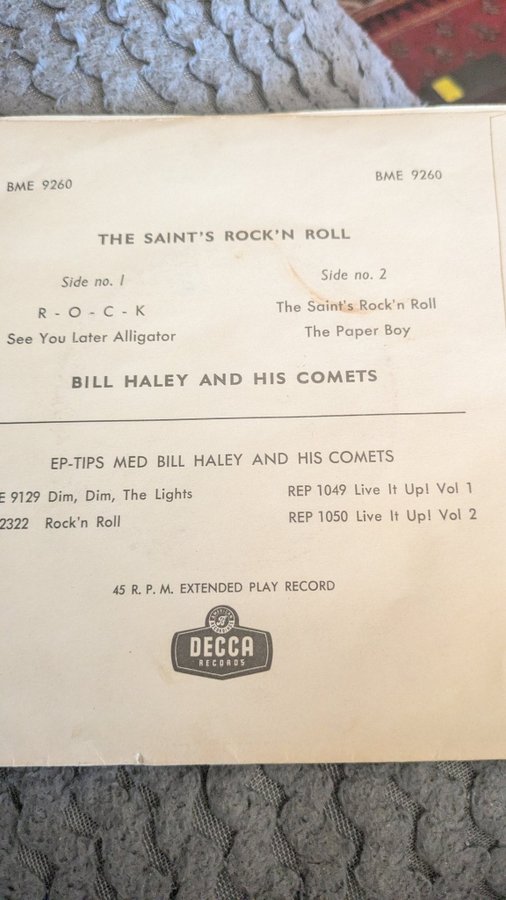 BME 9260 BME 9260
THE SAINT'S ROCK'N ROLL
Side no. 1 Side no. 2
R - O - C - K The Saint's Rock'n Roll
See You Later Alligator The Paper Boy
BILL HALEY AND HIS COMETS
EP-TIPS MED BILL HALEY AND HIS COMETS
E 9129 Dim, Dim, The Lights REP 1049 Live It Up! Vol 1
2322 Rock'n Roll REP 1050 Live It Up! Vol 2
45 R. P. M. EXTENDED PLAY RECORD
DECCA
RECORDS